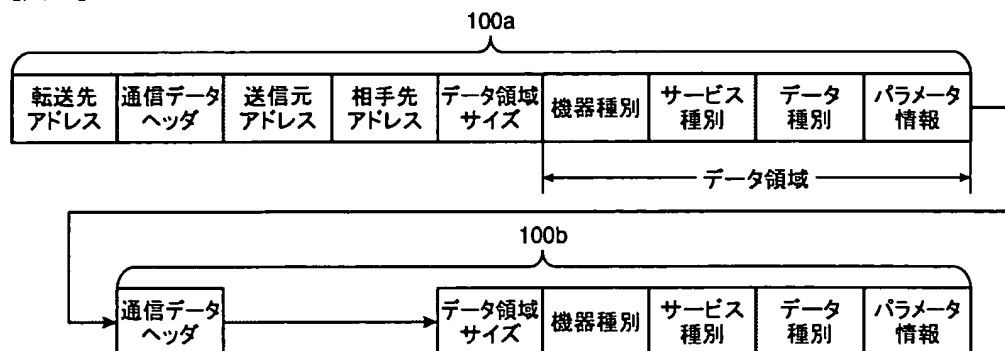 100a
転送先
アドレス
通信データ
ヘッダ
送信元
アドレス
相手先
アドレス
データ領域
サイズ
機器種別
サービス
種別
データ
種別
パラメータ
情報
データ領域
100b
通信データ
ヘッダ
データ領域
サイズ
機器種別
サービス
種別
データ
種別
パラメータ
情報